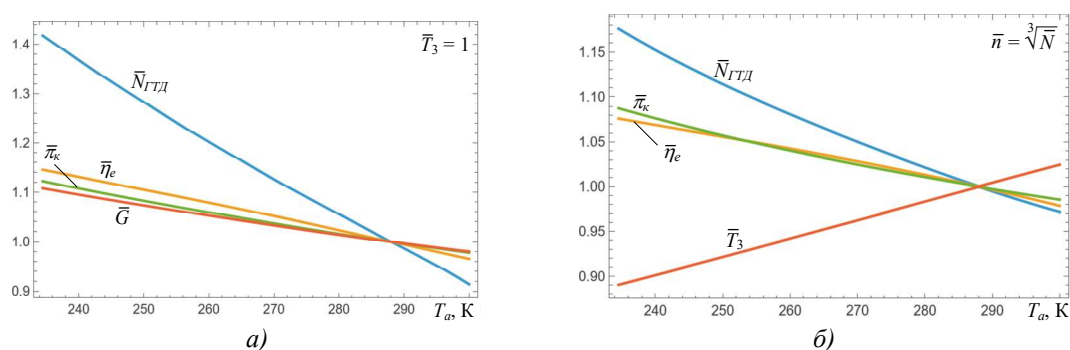 T̅₃ = 1
N̅ГТД
π̅к
η̅e
G̅
1.4
1.3
1.2
1.1
1.0
0.9
240 250 260 270 280 290
Tа, К
а)
n̅ = ∛N̅
N̅ГТД
π̅к
η̅e
T̅₃
1.15
1.10
1.05
1.00
0.95
0.90
240 250 260 270 280 290
Tа, К
б)